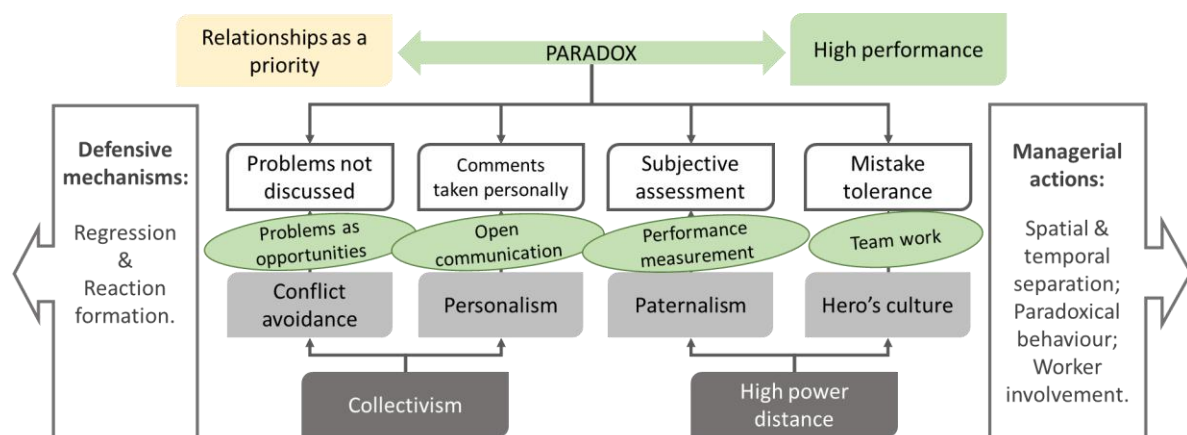 Relationships as a
priority
PARADOX
High performance
Defensive
mechanisms:
Regression
&
Reaction
formation.
Problems not
discussed
Comments
taken personally
Subjective
assessment
Mistake
tolerance
Problems as
opportunities
Open
communication
Performance
measurement
Team work
Conflict
avoidance
Personalism
Paternalism
Hero’s culture
Collectivism
High power
distance
Managerial
actions:
Spatial &
temporal
separation;
Paradoxical
behaviour;
Worker
involvement.